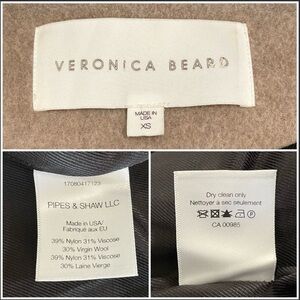 VERONICA BEARD
MADE IN
USA
XS
17080417123
PIPES & SHAW LLC
Made in USA/
Fabriqué aux EU
39% Nylon 31% Viscose
30% Virgin Wool
39% Nylon 31% Viscose
30% Laine Vierge
Dry clean only
Nettoyer a sec seulement
CA 00985